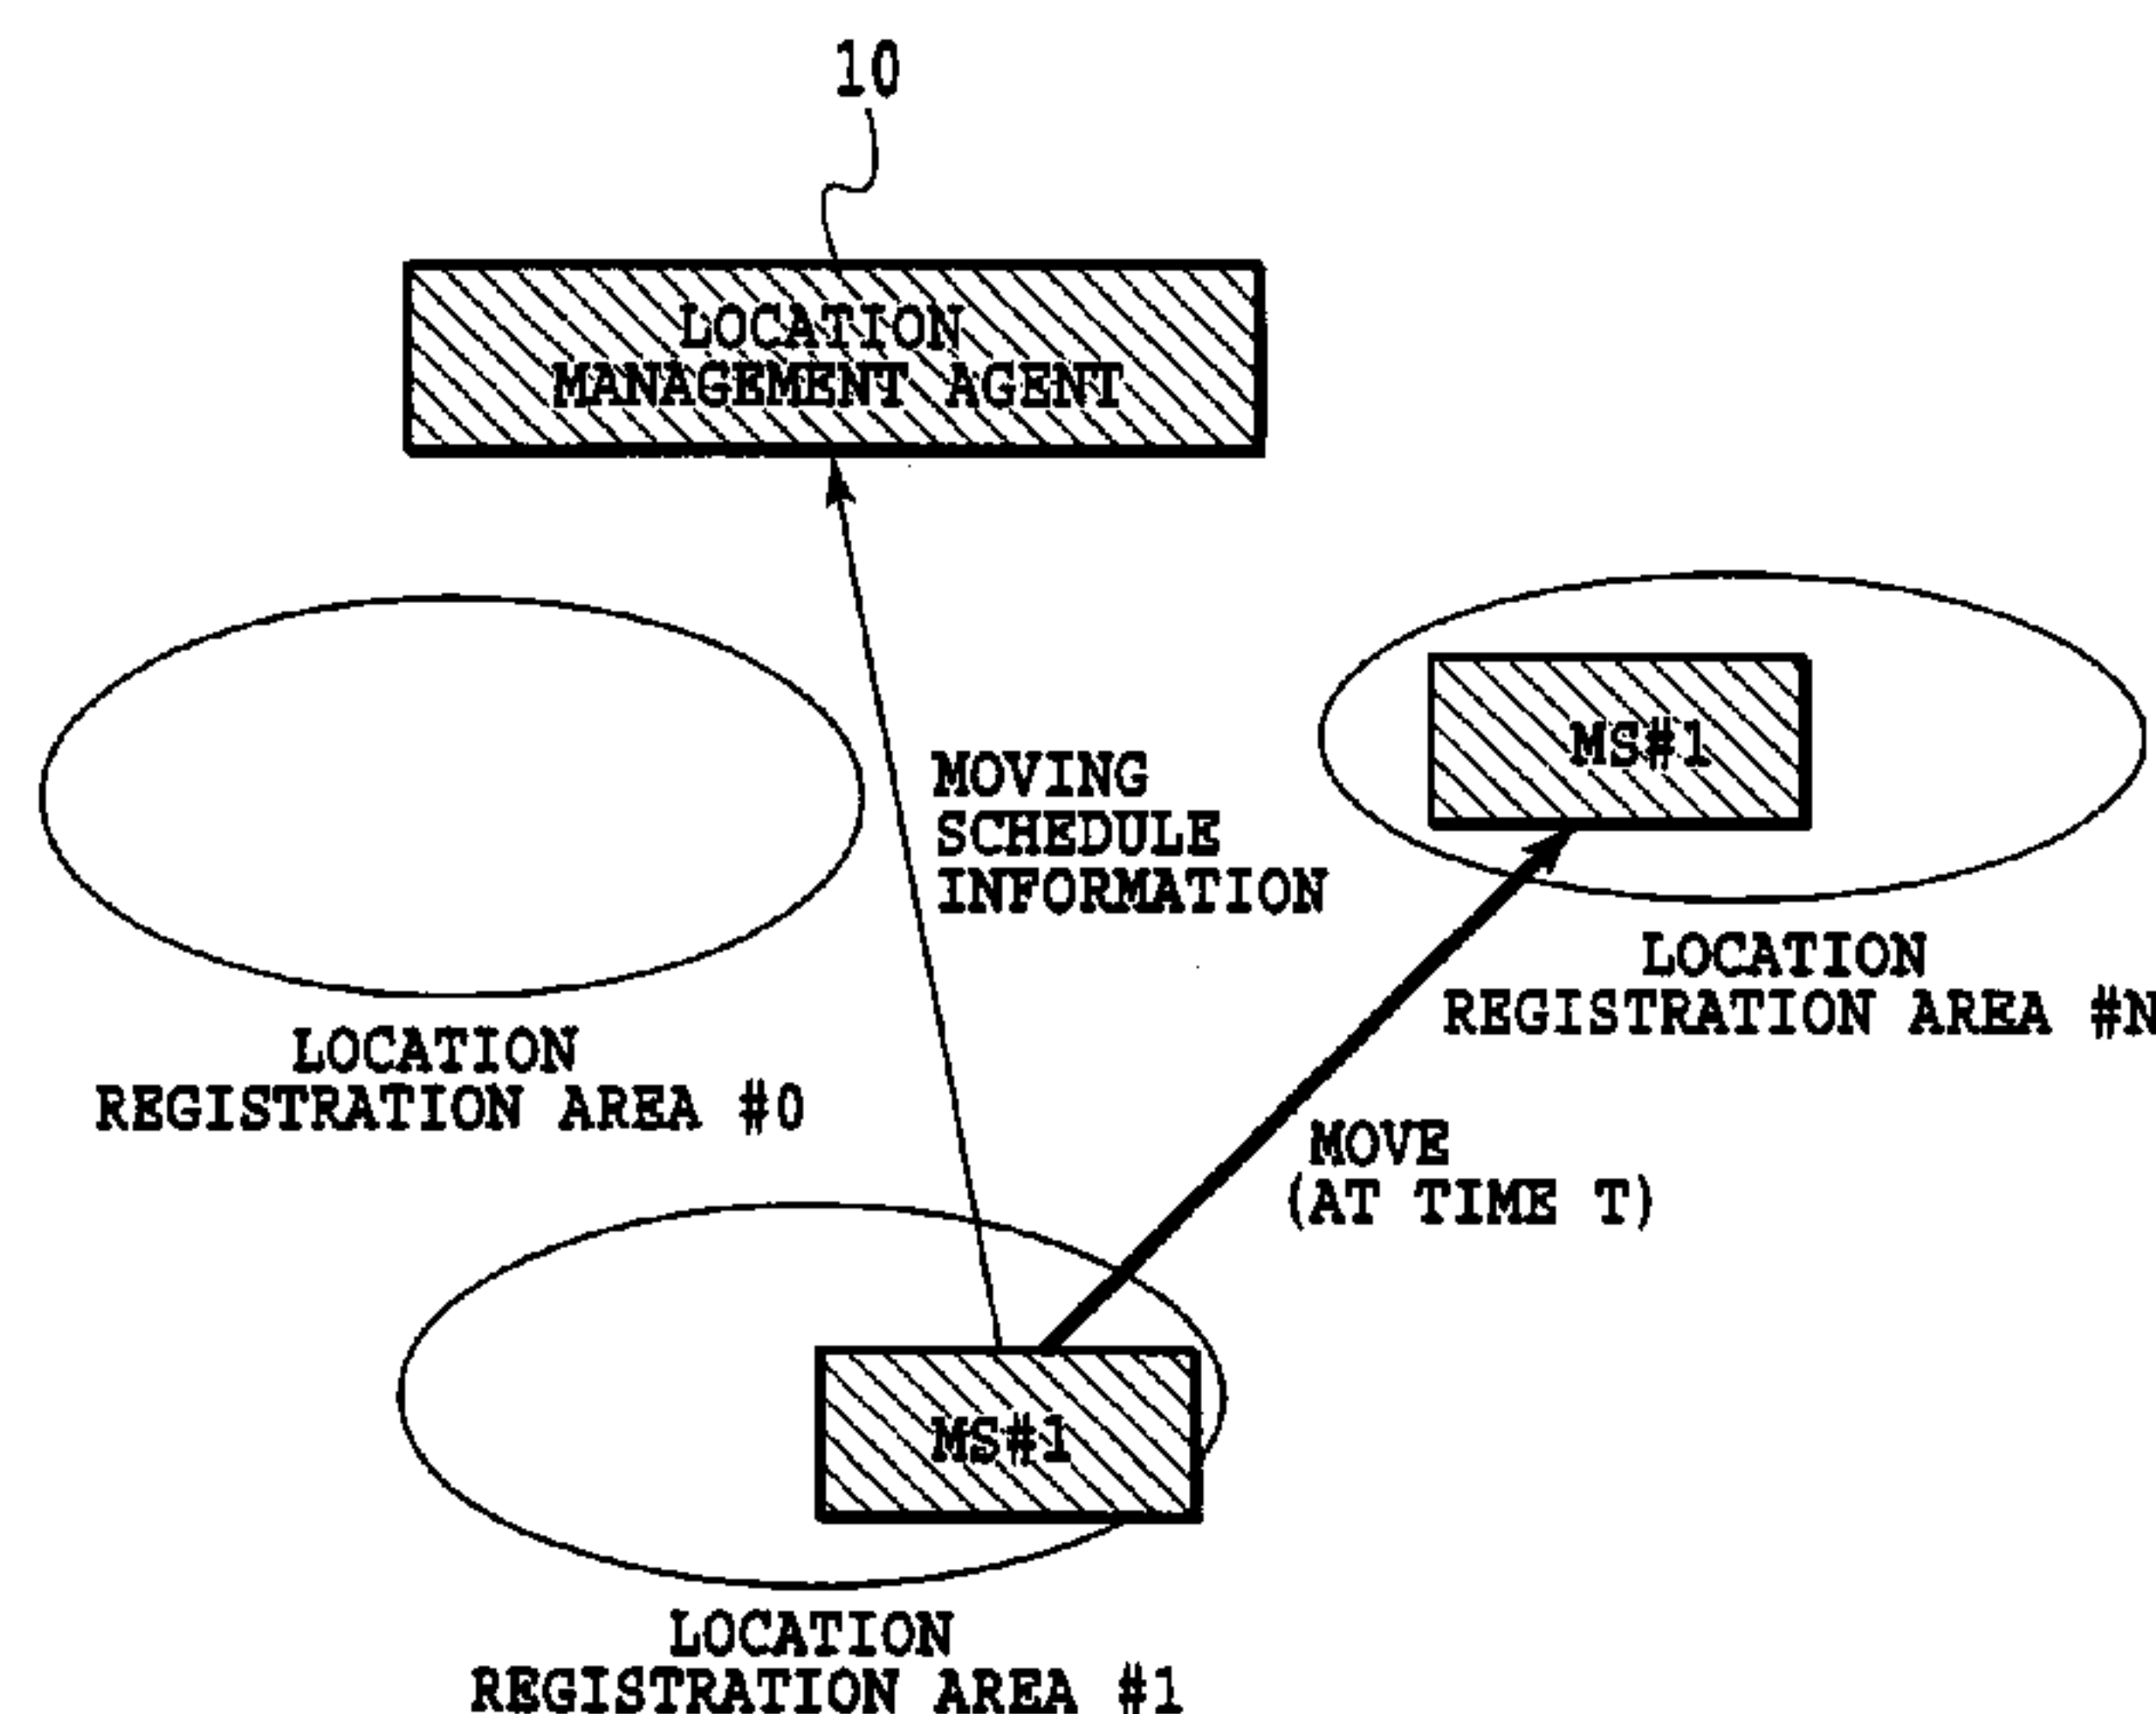 10
LOCATION
MANAGEMENT AGENT
MS#1
MOVING
SCHEDULE
INFORMATION
LOCATION
REGISTRATION AREA #N
LOCATION
REGISTRATION AREA #0
MOVE
(AT TIME T)
MS#1
LOCATION
REGISTRATION AREA #1